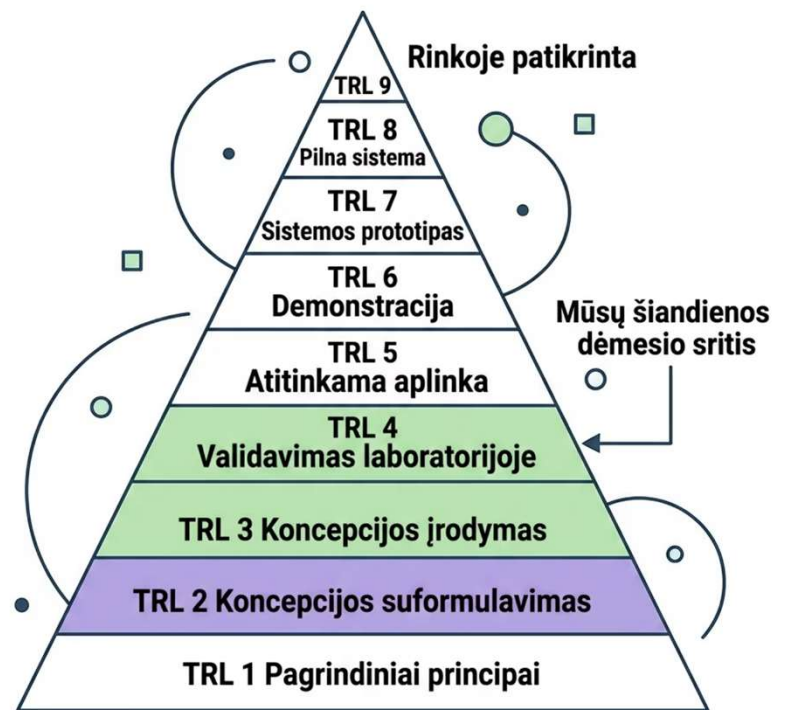 Rinkoje patikrinta
TRL 9
TRL 8
Pilna sistema
TRL 7
Sistemos prototipas
TRL 6
Demonstracija
Mūsų šiandienos
dėmesio sritis
TRL 5
Atitinkama aplinka
TRL 4
Validavimas laboratorijoje
TRL 3 Koncepcijos įrodymas
TRL 2 Koncepcijos suformulavimas
TRL 1 Pagrindiniai principai